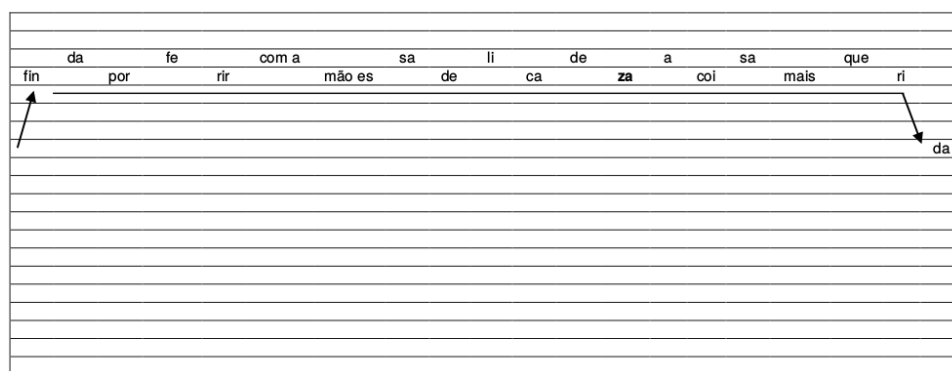 da fe com a sa li de a sa que
fin por rir mão es de ca za coi mais ri
da